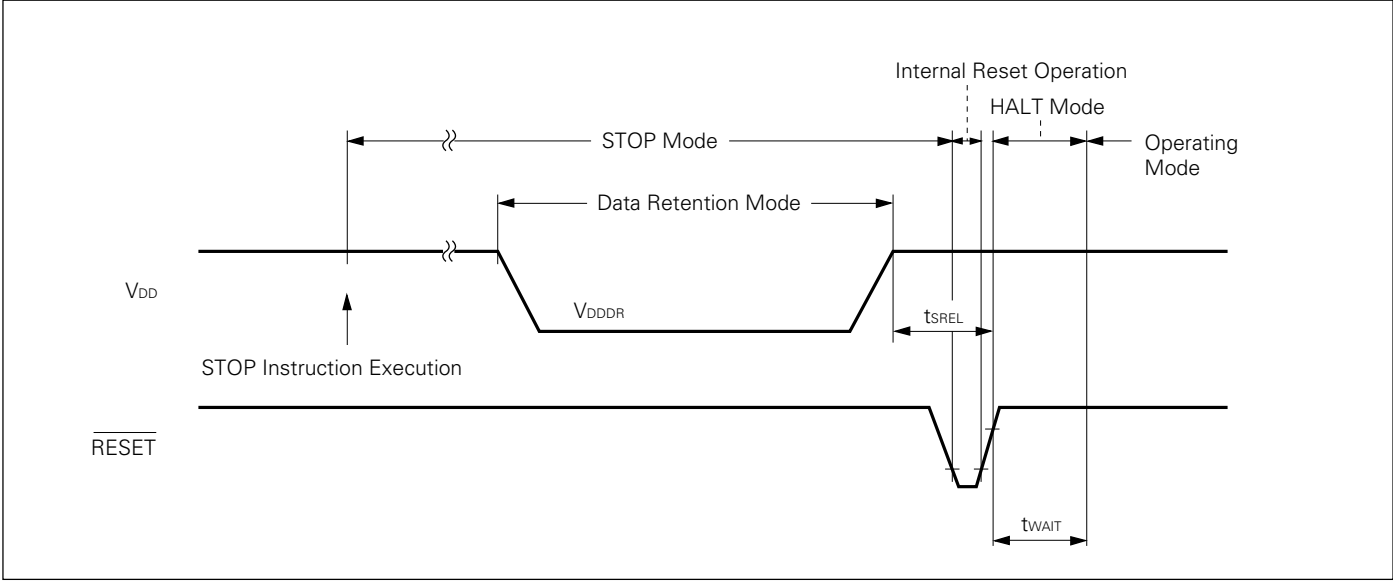 Internal Reset Operation
HALT Mode
STOP Mode
Operating
Mode
Data Retention Mode
VDD
VDDDR
tSREL
STOP Instruction Execution
RESET
tWAIT